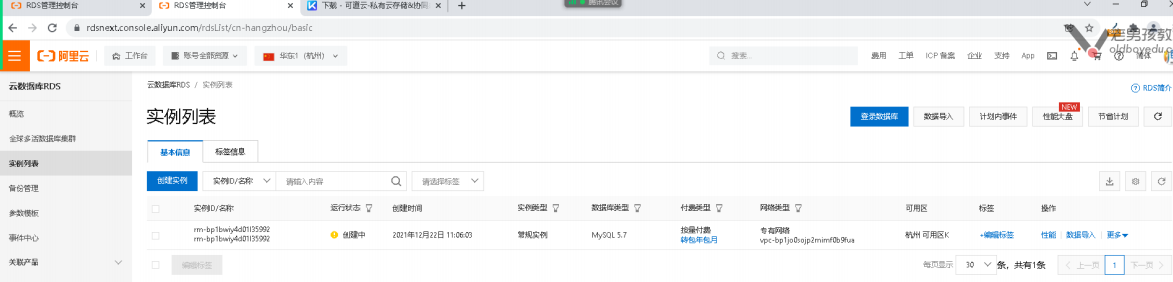 RDS管理控制台
RDS管理控制台
下载 - 可道云-私有云存储&协同
腾讯会议
rdsnext.console.aliyun.com/rdsList/cn-hangzhou/basic
老男孩教
oldboyedu.c
阿里云 工作台 账号全部资源 华东1（杭州） 搜索... 费用 工单 ICP 备案 企业 支持 App 简体
云数据库RDS
概览
全球多活数据库集群
实例列表
备份管理
参数模板
事件中心
关联产品
云数据库RDS / 实例列表
RDS简介
实例列表
登录数据库 数据导入 计划内事件 性能大盘 NEW 节省计划
基本信息 标签信息
创建实例 实例ID/名称 请输入内容 请选择标签
实例ID/名称 运行状态 创建时间 实例类型 数据库类型 付费类型 网络类型 可用区 标签 操作
rm-bp1bwiy4d01l35992
rm-bp1bwiy4d01l35992
创建中 2021年12月22日 11:06:03 常规实例 MySQL 5.7
按量付费
转包年包月
专有网络
vpc-bp1jo0sojp2mimf0b9fua
杭州 可用区K +编辑标签 性能 数据导入 更多
编辑标签
每页显示 30 条，共有1条 上一页 1 下一页